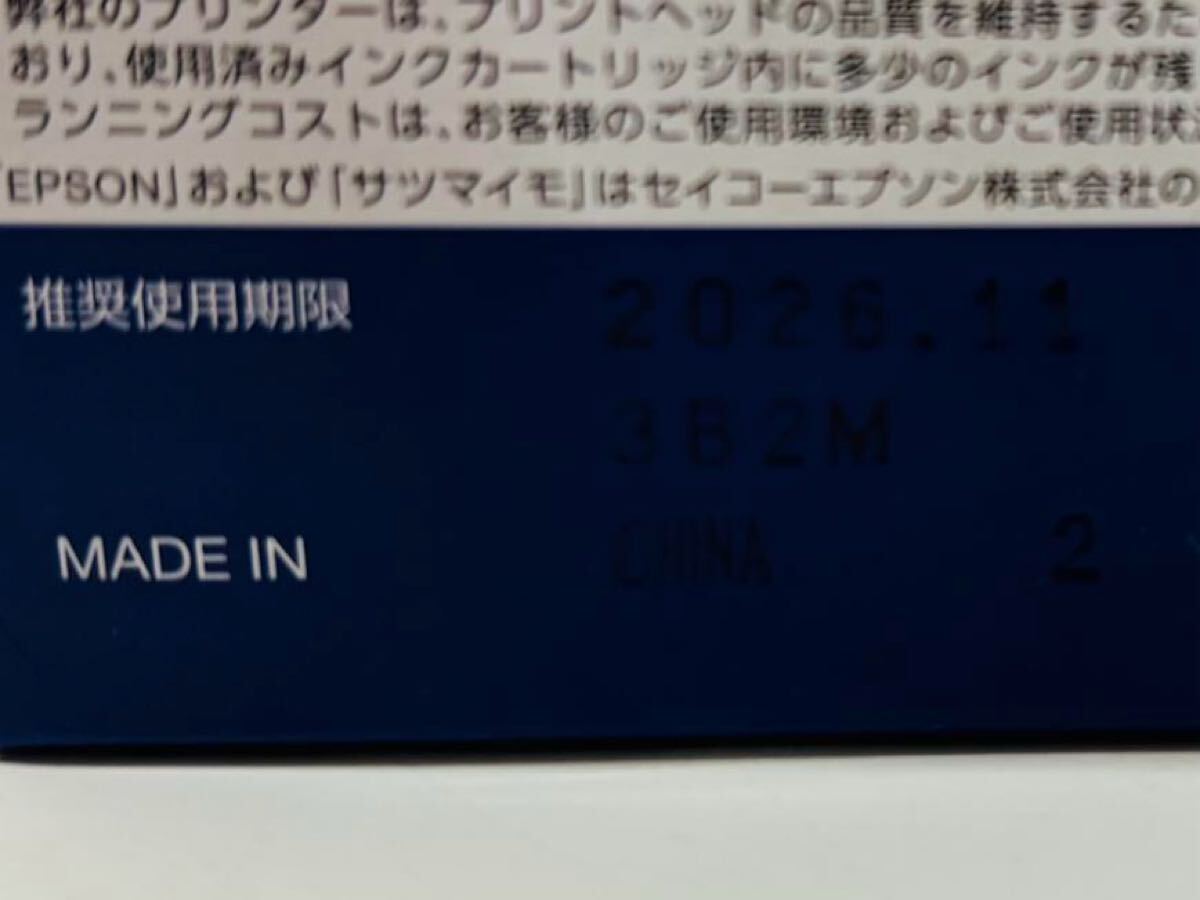 弊社のプリンターは、プリントヘッドの品質を維持するた
おり、使用済みインクカートリッジ内に多少のインクが残
ランニングコストは、お客様のご使用環境およびご使用状
「EPSON」および「サツマイモ」はセイコーエプソン株式会社の
推奨使用期限 2026.11
3B2M
MADE IN CHINA 2